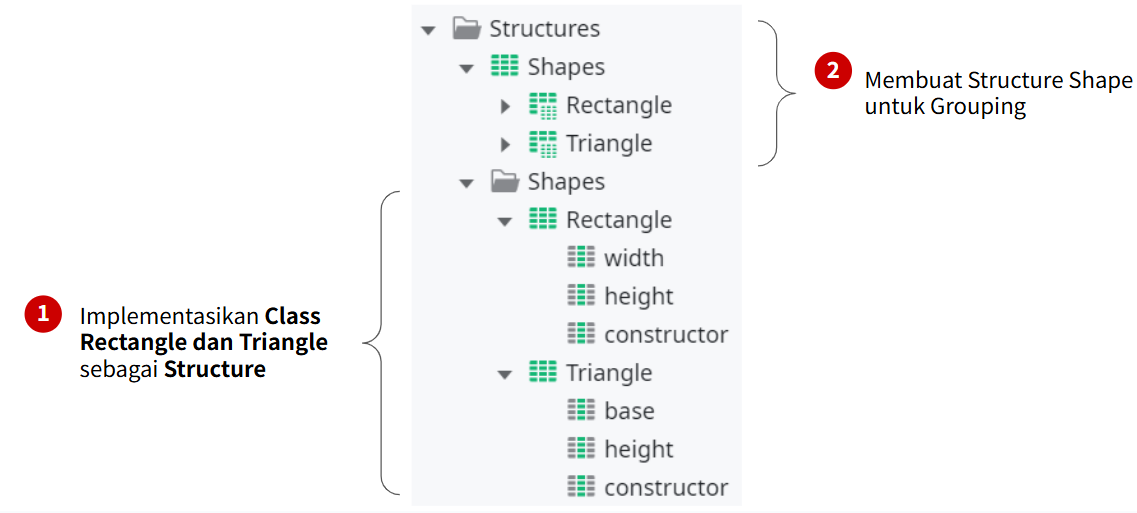 Structures
Shapes
Rectangle
Triangle
Shapes
Rectangle
width
height
constructor
Triangle
base
height
constructor
1
Implementasikan Class
Rectangle dan Triangle
sebagai Structure
2
Membuat Structure Shape
untuk Grouping